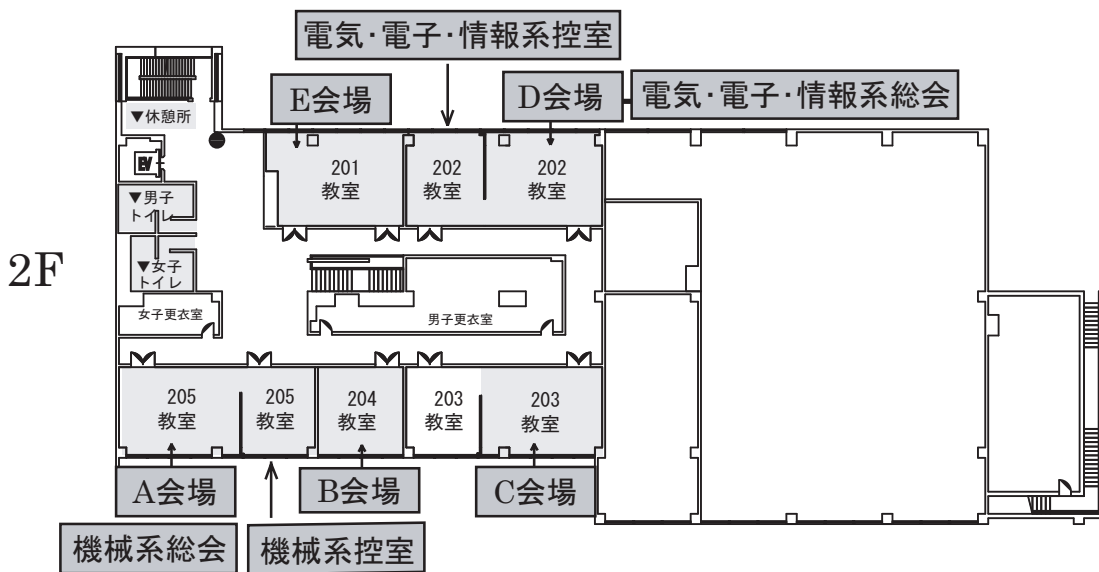 電気・電子・情報系控室
E会場
D会場
電気・電子・情報系総会
▼休憩所
EV
201
教室
202
教室
202
教室
▼男子
トイレ
2F
▼女子
トイレ
女子更衣室
男子更衣室
205
教室
205
教室
204
教室
203
教室
203
教室
A会場
B会場
C会場
機械系総会
機械系控室